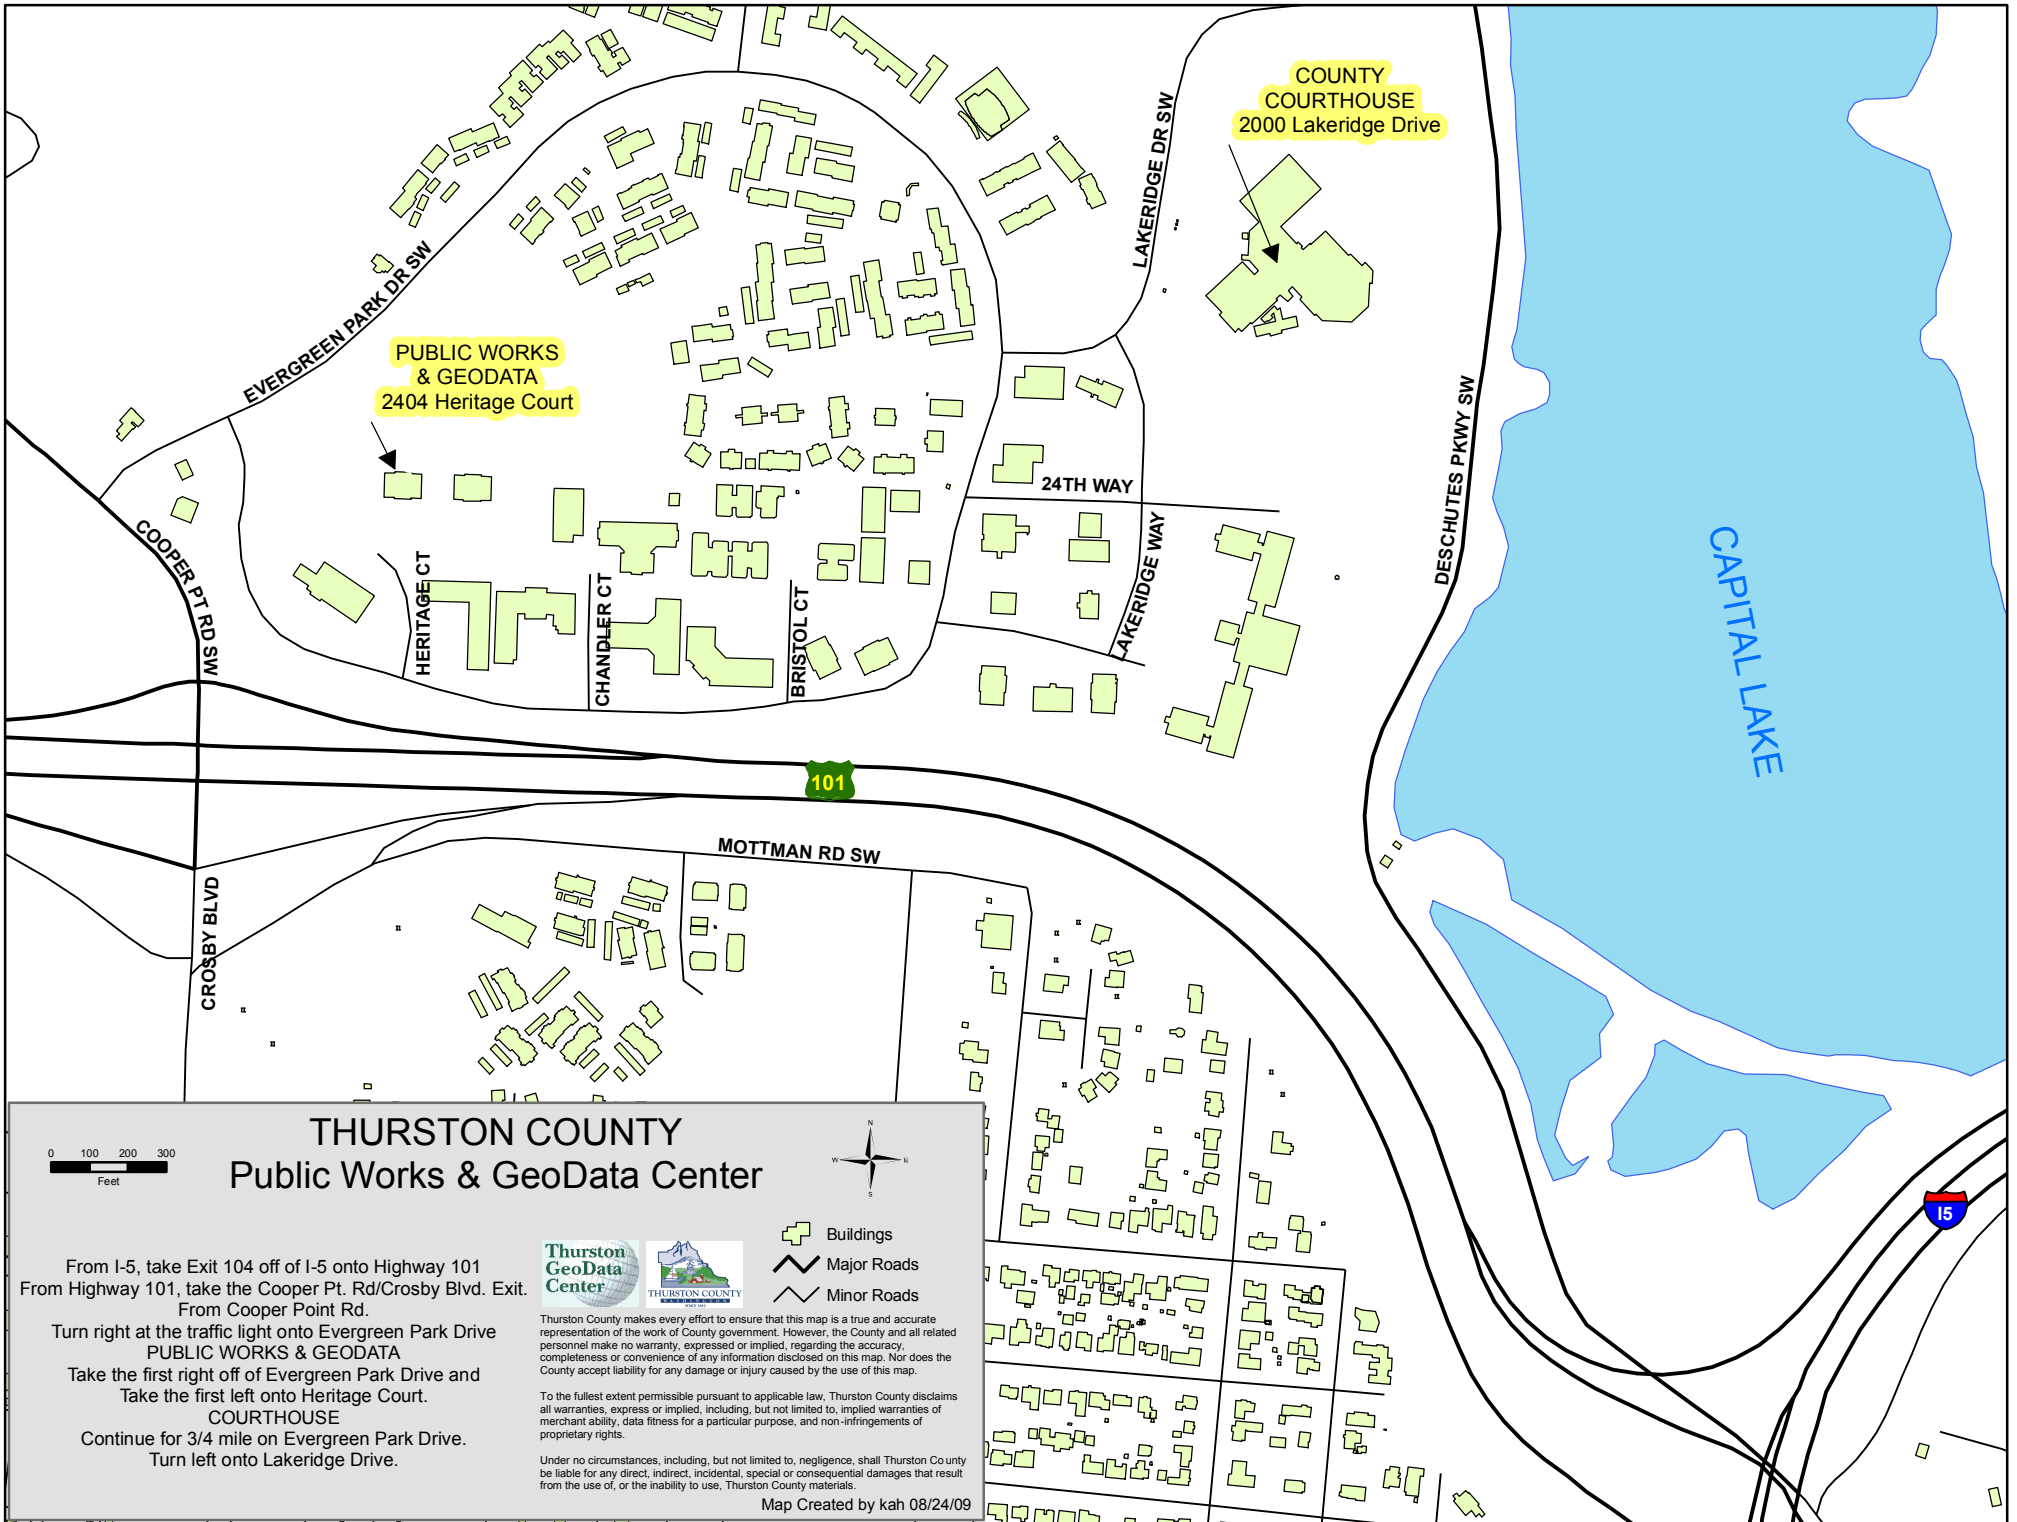 COUNTY
COURTHOUSE
2000 Lakeridge Drive
LAKERIDGE DR SW
EVERGREEN PARK DR SW
PUBLIC WORKS
& GEODATA
2404 Heritage Court
DESCHUTES PKWY SW
24TH WAY
LAKERIDGE WAY
COOPER PT RD SW
HERITAGE CT
CHANDLER CT
BRISTOL CT
CAPITAL LAKE
101
MOTTMAN RD SW
CROSBY BLVD
I5
THURSTON COUNTY
Public Works & GeoData Center
0 100 200 300
Feet
N
W E
S
From I-5, take Exit 104 off of I-5 onto Highway 101
From Highway 101, take the Cooper Pt. Rd/Crosby Blvd. Exit.
From Cooper Point Rd.
Turn right at the traffic light onto Evergreen Park Drive
PUBLIC WORKS & GEODATA
Take the first right off of Evergreen Park Drive and
Take the first left onto Heritage Court.
COURTHOUSE
Continue for 3/4 mile on Evergreen Park Drive.
Turn left onto Lakeridge Drive.
Thurston
GeoData
Center
THURSTON COUNTY
WASHINGTON
SINCE 1852
Buildings
Major Roads
Minor Roads
Thurston County makes every effort to ensure that this map is a true and accurate
representation of the work of County government. However, the County and all related
personnel make no warranty, expressed or implied, regarding the accuracy,
completeness or convenience of any information disclosed on this map. Nor does the
County accept liability for any damage or injury caused by the use of this map.
To the fullest extent permissible pursuant to applicable law, Thurston County disclaims
all warranties, express or implied, including, but not limited to, implied warranties of
merchant ability, data fitness for a particular purpose, and non-infringements of
proprietary rights.
Under no circumstances, including, but not limited to, negligence, shall Thurston Co unty
be liable for any direct, indirect, incidental, special or consequential damages that result
from the use of, or the inability to use, Thurston County materials.
Map Created by kah 08/24/09